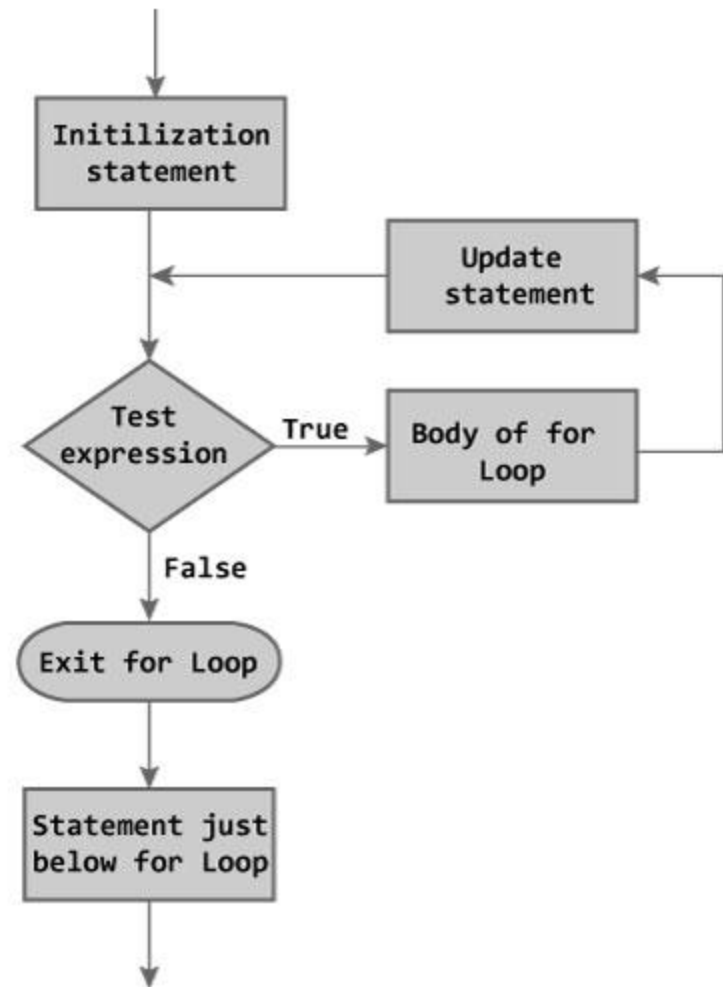 Initilization
statement
Update
statement
Test
expression
True
Body of for
Loop
False
Exit for Loop
Statement just
below for Loop